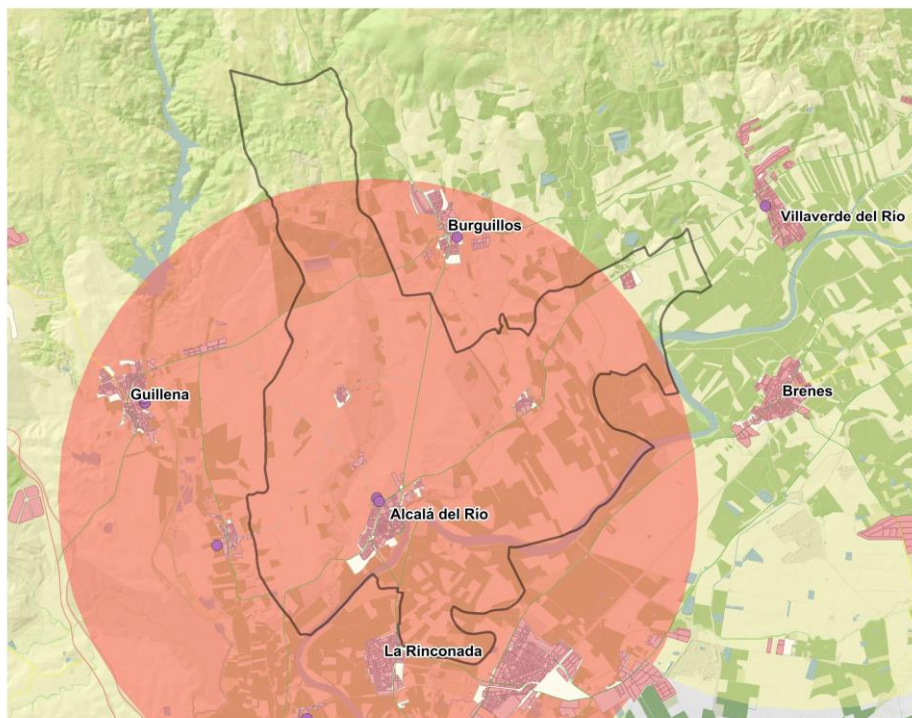 Burguillos
Villaverde del Río
Guillena
Brenes
Alcalá del Río
La Rinconada